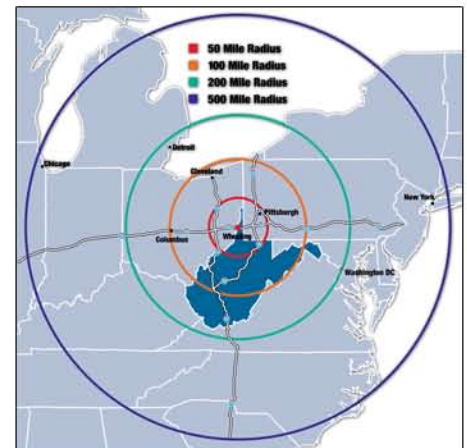 50 Mile Radius
100 Mile Radius
200 Mile Radius
500 Mile Radius
Detroit
Chicago
Cleveland
New York
Pittsburgh
Wheeling
Columbus
Washington DC